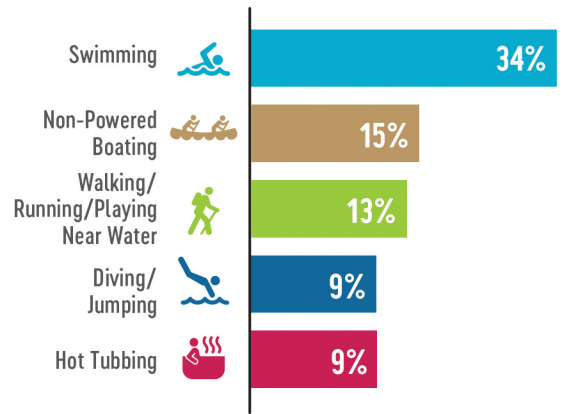 Swimming
34%
Non-Powered
Boating
15%
Walking/
Running/Playing
Near Water
13%
Diving/
Jumping
9%
Hot Tubbing
9%